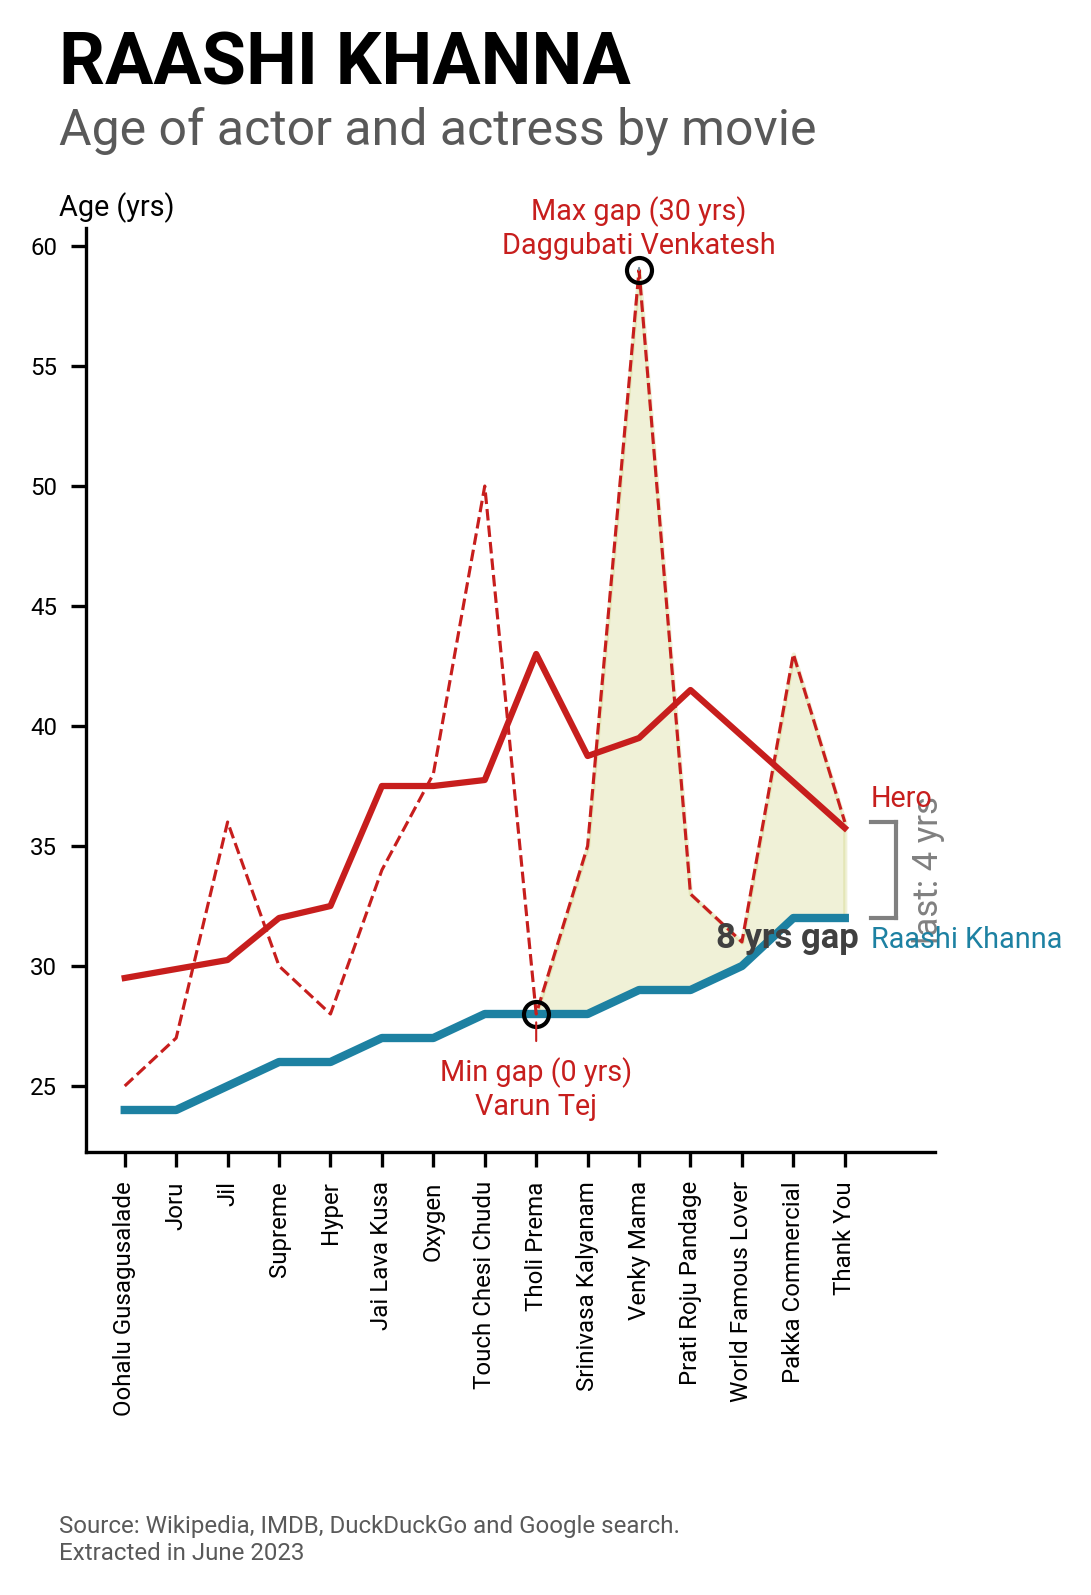 RAASHI KHANNA
Age of actor and actress by movie
Age (yrs)
Max gap (30 yrs)
Daggubati Venkatesh
60
55
50
45
40
35
30
25
Hero
last: 4 yrs
8 yrs gap
Raashi Khanna
Min gap (0 yrs)
Varun Tej
Oohalu Gusagusalade
Joru
Jil
Supreme
Hyper
Jai Lava Kusa
Oxygen
Touch Chesi Chudu
Tholi Prema
Srinivasa Kalyanam
Venky Mama
Prati Roju Pandage
World Famous Lover
Pakka Commercial
Thank You
Source: Wikipedia, IMDB, DuckDuckGo and Google search.
Extracted in June 2023